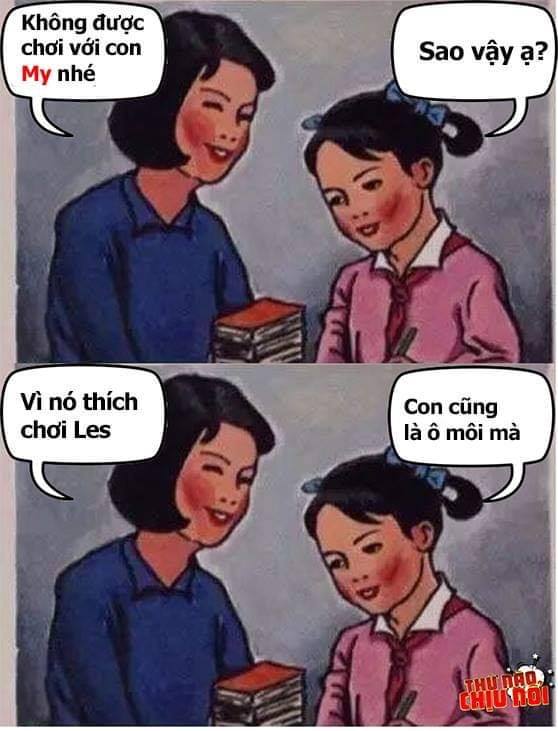 Không được
chơi với con
My nhé
Sao vậy ạ?
Vì nó thích
chơi Les
Con cũng
là ô môi mà
THƯ NÀO
CHỊU NỔI